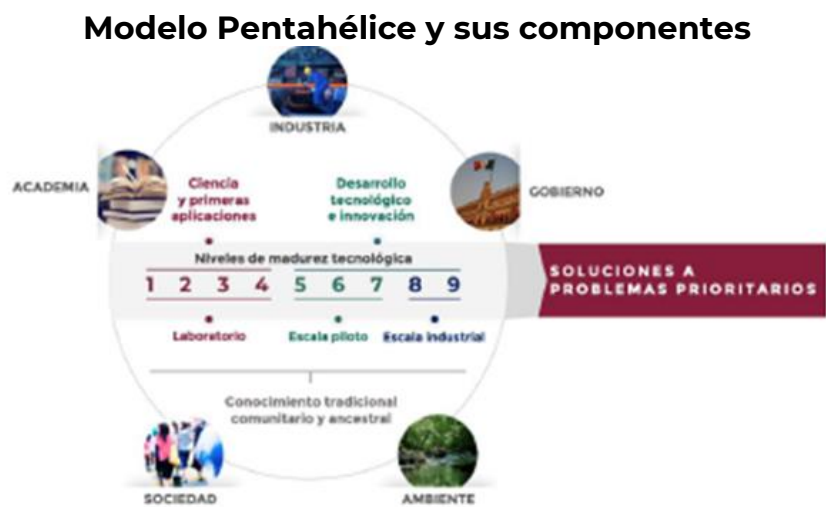 Modelo Pentahélice y sus componentes
INDUSTRIA
ACADEMIA
GOBIERNO
Ciencia
y primeras
aplicaciones
Desarrollo
tecnológico
e innovación
Niveles de madurez tecnológica
1 2 3 4 5 6 7 8 9
SOLUCIONES A
PROBLEMAS PRIORITARIOS
Laboratorio
Escala piloto
Escala industrial
Conocimiento tradicional
comunitario y ancestral
SOCIEDAD
AMBIENTE